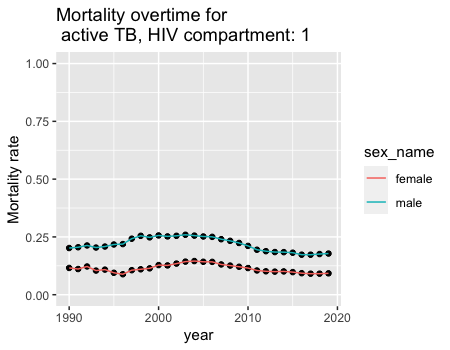 Mortality overtime for
active TB, HIV compartment: 1
1.00
0.75
0.50
0.25
0.00
Mortality rate
1990
2000
2010
2020
year
sex_name
female
male